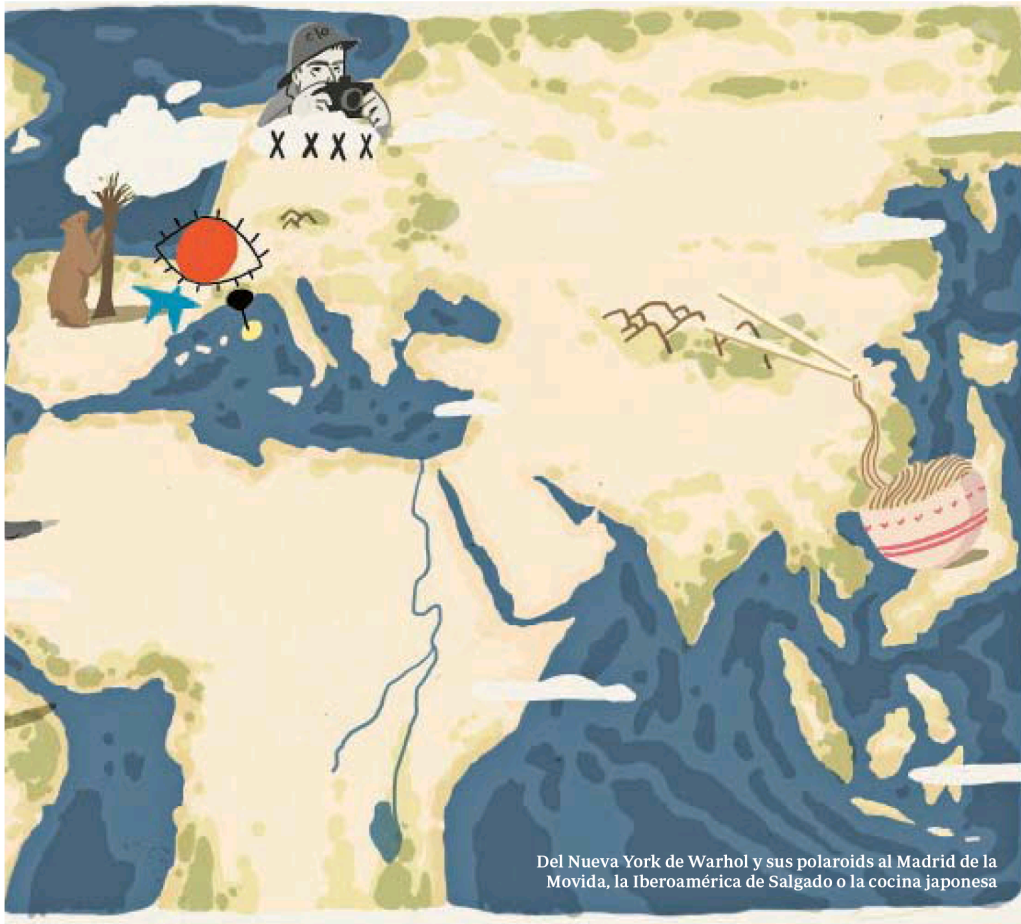 clo
X X X X
Del Nueva York de Warhol y sus polaroids al Madrid de la
Movida, la Iberoamérica de Salgado o la cocina japonesa